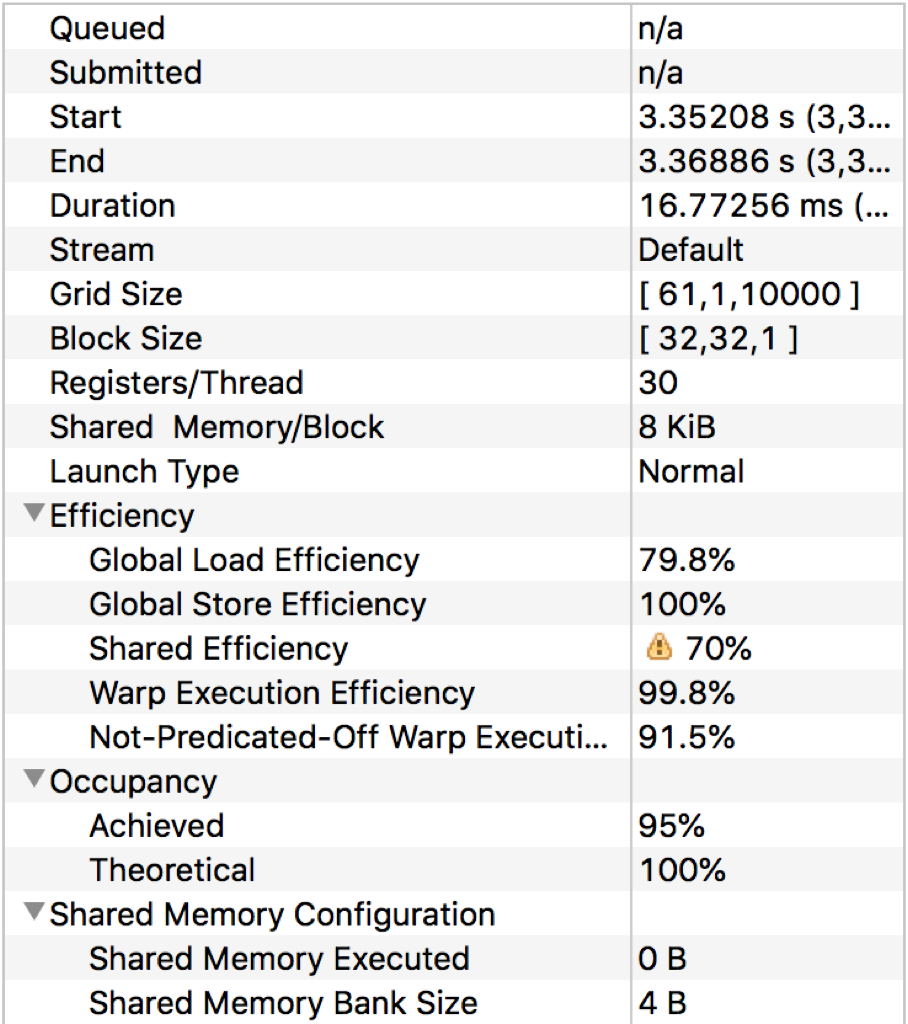 Queued n/a
Submitted n/a
Start 3.35208 s (3,3...
End 3.36886 s (3,3...
Duration 16.77256 ms (...
Stream Default
Grid Size [ 61,1,10000 ]
Block Size [ 32,32,1 ]
Registers/Thread 30
Shared  Memory/Block 8 KiB
Launch Type Normal
Efficiency
Global Load Efficiency 79.8%
Global Store Efficiency 100%
Shared Efficiency 70%
Warp Execution Efficiency 99.8%
Not-Predicated-Off Warp Executi... 91.5%
Occupancy
Achieved 95%
Theoretical 100%
Shared Memory Configuration
Shared Memory Executed 0 B
Shared Memory Bank Size 4 B